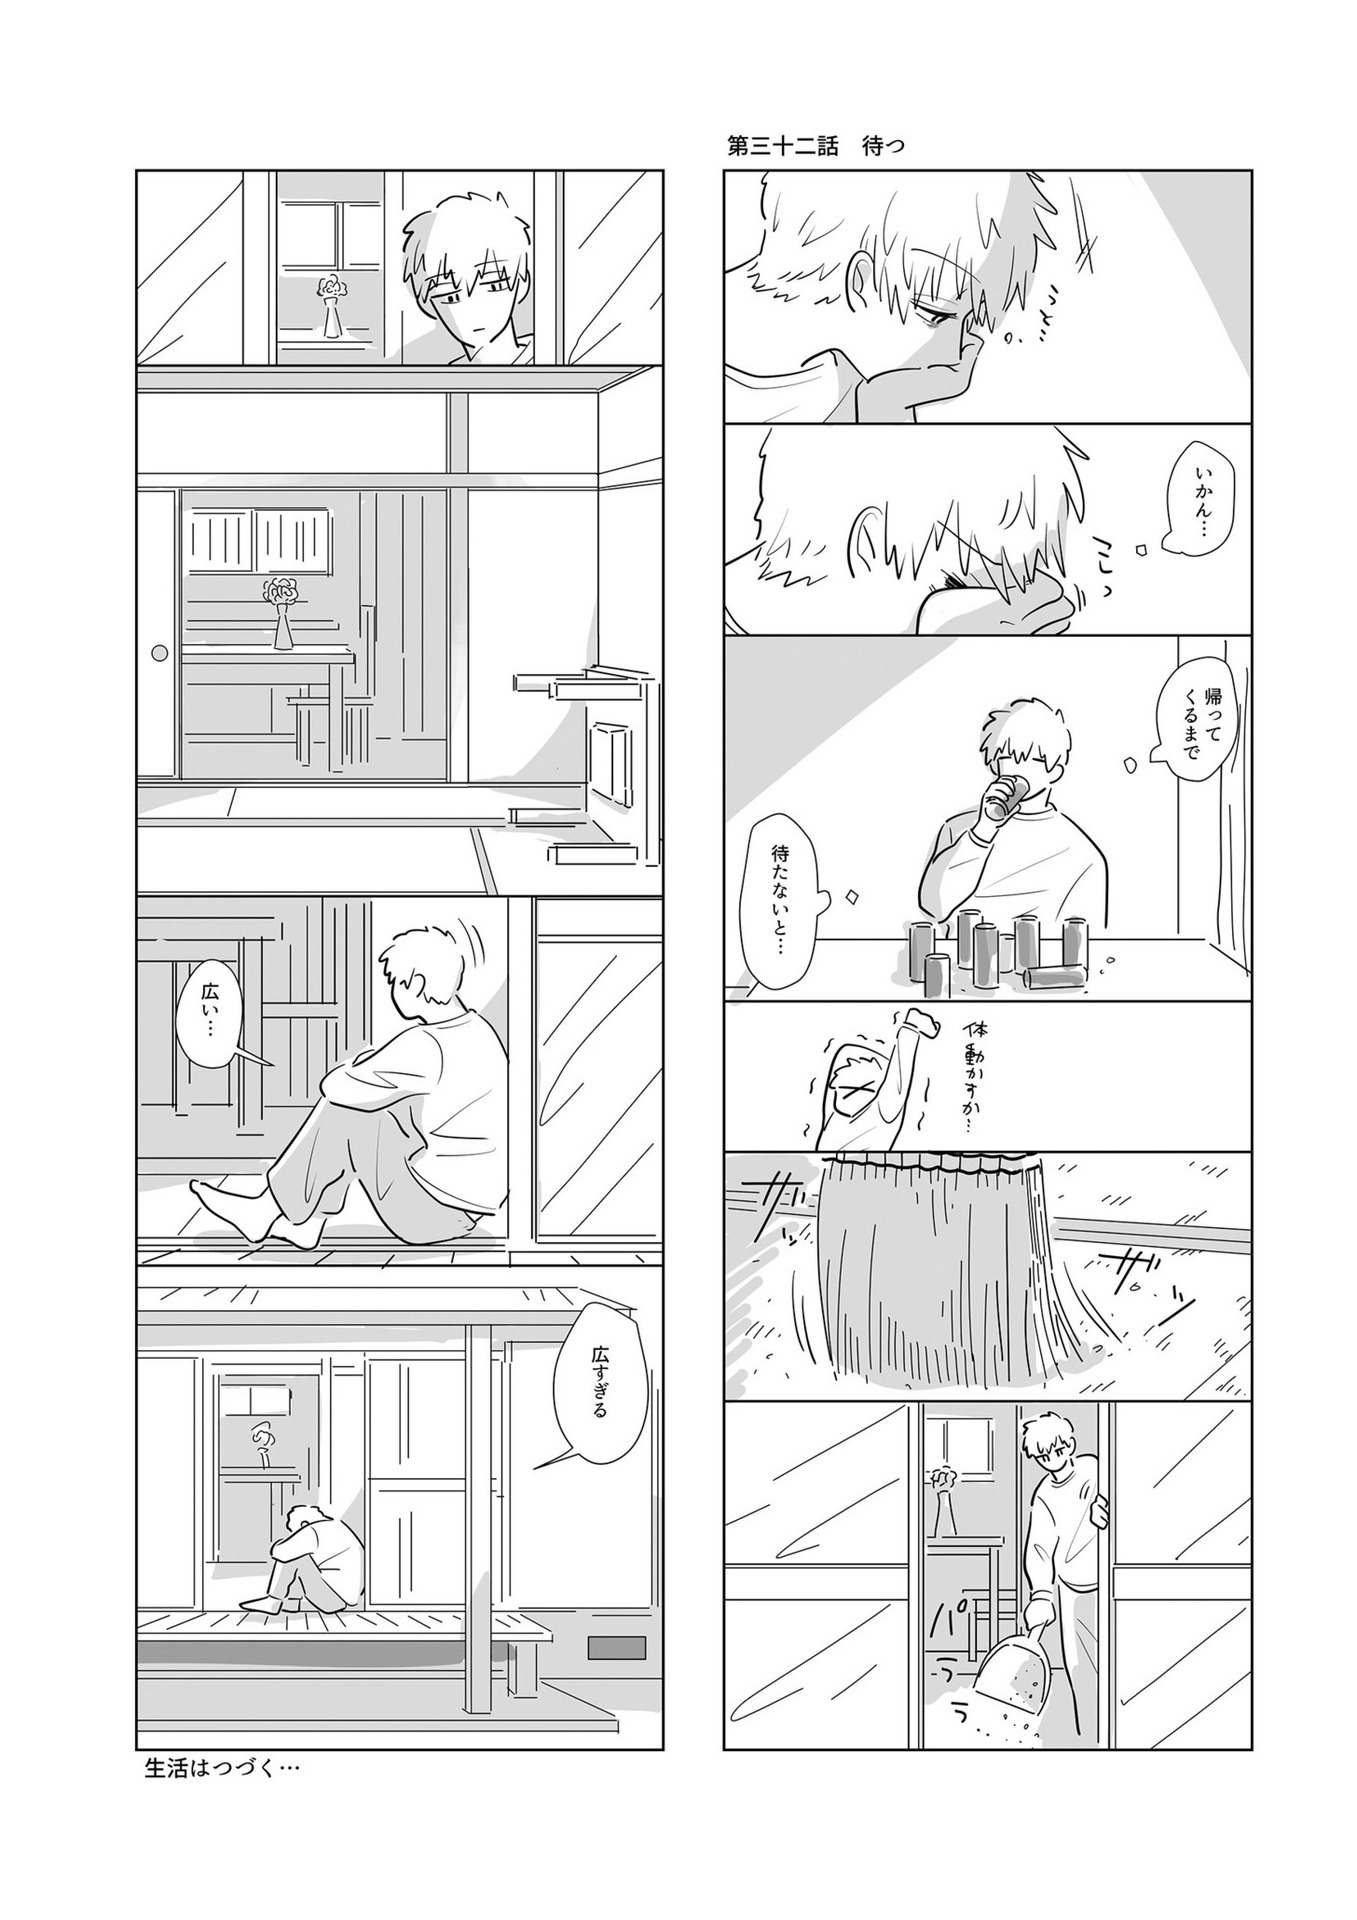 第三十二話　待つ
うと…
いかん…
こしっ
帰って
くるまで
待たないと…
体動かすか…
ザッ
ザッ
パ
ラ
ラ
広い…
広すぎる
生活はつづく…